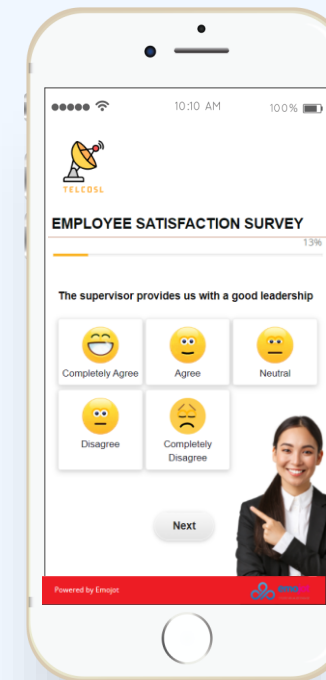 10:10 AM 100%
TELCOSL
EMPLOYEE SATISFACTION SURVEY
13%
The supervisor provides us with a good leadership
Completely Agree
Agree
Neutral
Disagree
Completely
Disagree
Next
Powered by Emojot